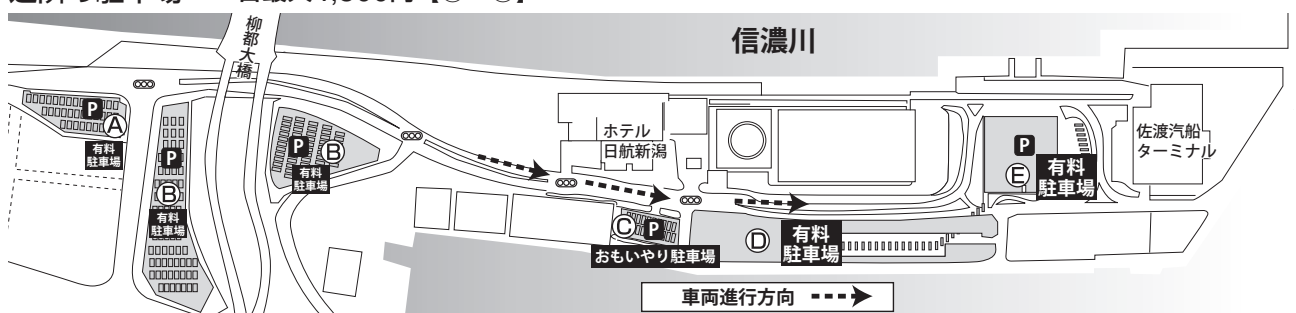 信濃川
柳都大橋
P
A
有料
駐車場
P
B
有料
駐車場
P
B
有料
駐車場
ホテル
日航新潟
C
P
おもいやり駐車場
D
有料
駐車場
P
E
有料
駐車場
佐渡汽船
ターミナル
車両進行方向